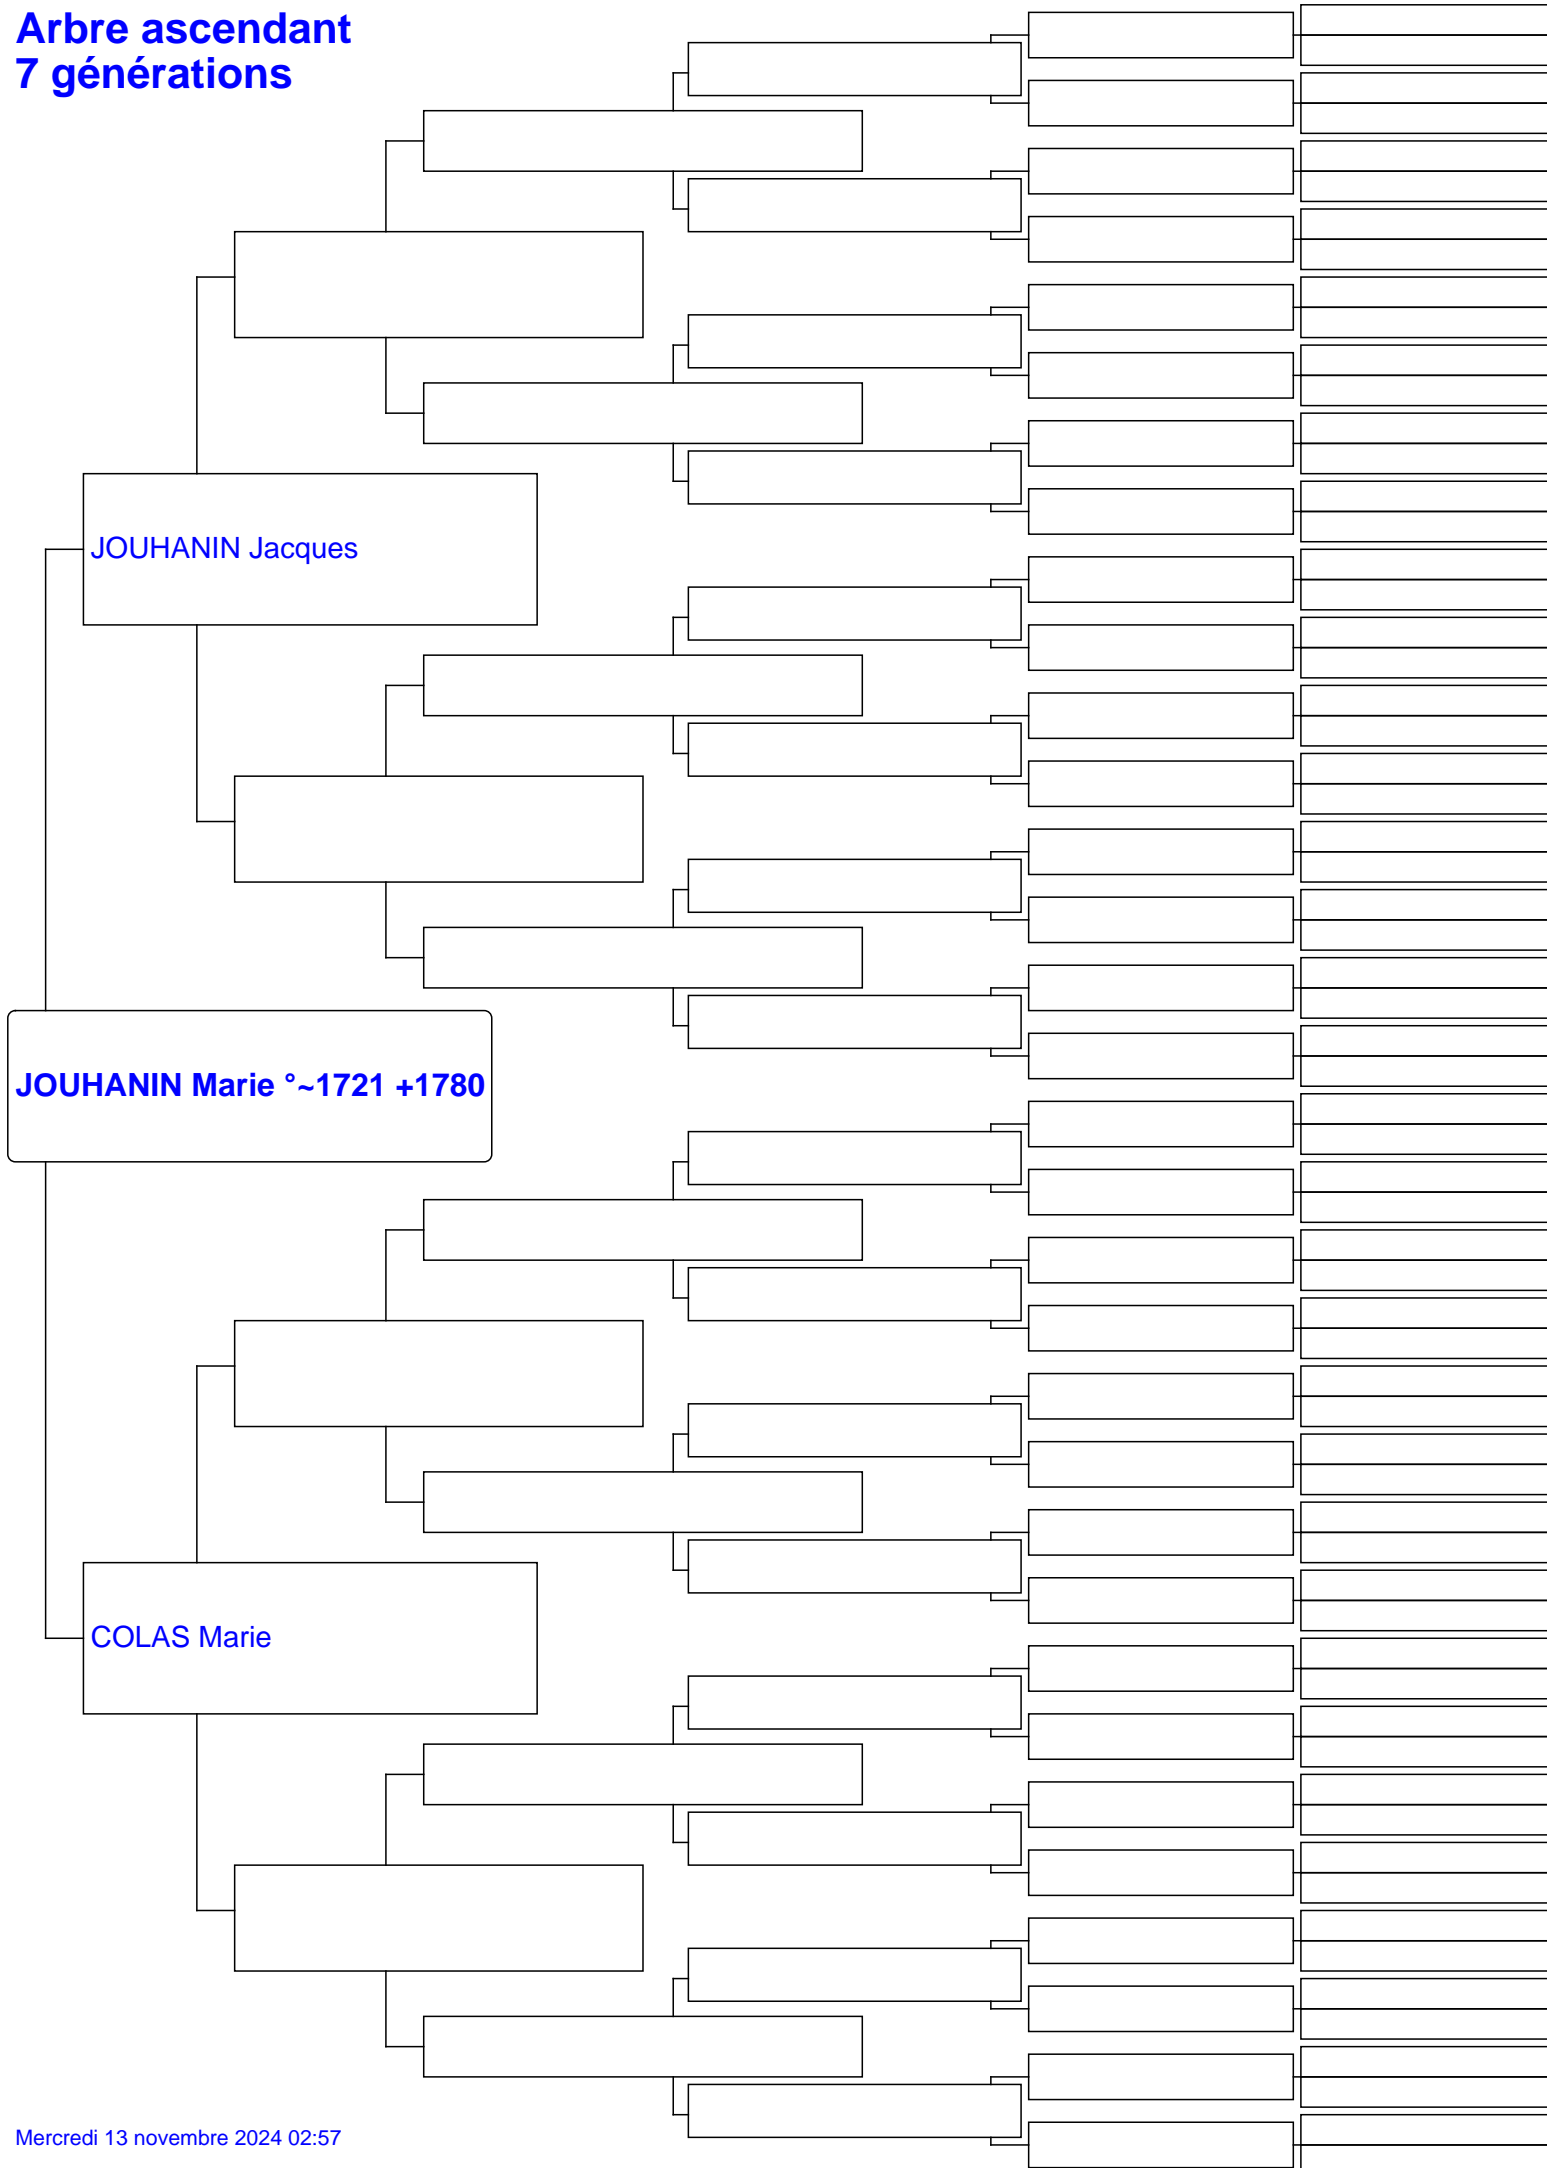 Arbre ascendant
7 générations
JOUHANIN Jacques
JOUHANIN Marie °~1721 +1780
COLAS Marie
Mercredi 13 novembre 2024 02:57